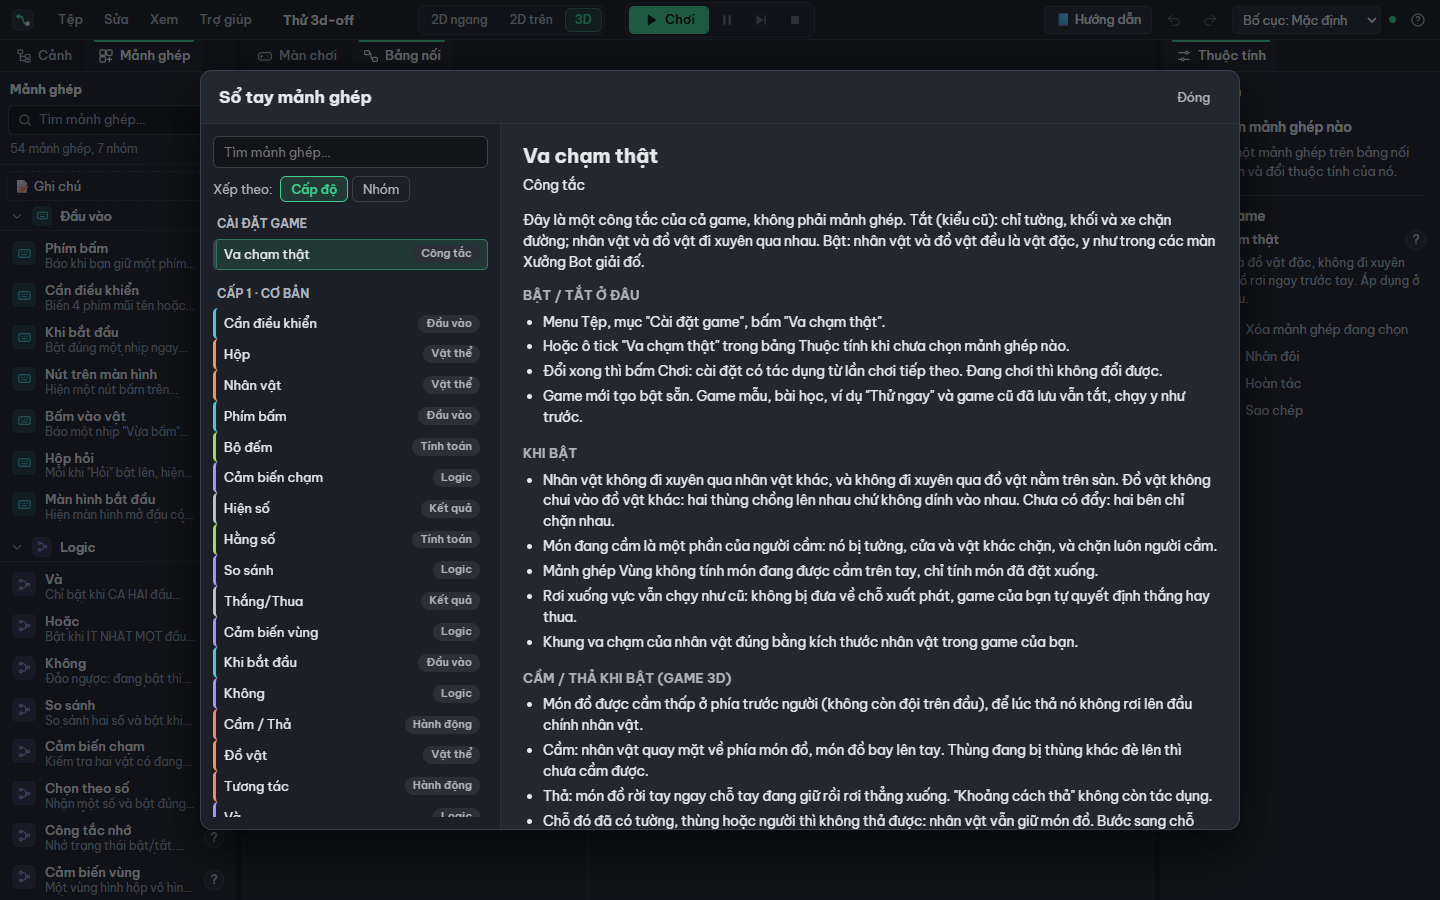 Tệp Sửa Xem Trợ giúp Thử 3d-off 2D ngang 2D trên 3D Chơi Hướng dẫn Bố cục: Mặc định
Cảnh Mảnh ghép Màn chơi Bảng nối Thuộc tính
Mảnh ghép
Tìm mảnh ghép...
54 mảnh ghép, 7 nhóm
Ghi chú
Đầu vào
Phím bấm
Báo khi bạn giữ một phím...
Cần điều khiển
Biến 4 phím mũi tên hoặc...
Khi bắt đầu
Bật đúng một nhịp ngay...
Nút trên màn hình
Hiện một nút bấm trên...
Bấm vào vật
Báo một nhịp "Vừa bấm"...
Hộp hỏi
Mỗi khi "Hỏi" bật lên, hiện...
Màn hình bắt đầu
Hiện màn hình mở đầu có...
Logic
Và
Chỉ bật khi CẢ HAI đầu...
Hoặc
Bật khi ÍT NHẤT MỘT đầu...
Không
Đảo ngược: đang bật thì...
So sánh
So sánh hai số và bật khi...
Cảm biến chạm
Kiểm tra hai vật có đang...
Chọn theo số
Nhận một số và bật đúng...
Công tắc nhớ
Nhớ trạng thái bật/tắt....
?
Cảm biến vùng
Một vùng hình hộp vô hìn...
?
Sổ tay mảnh ghép
Đóng
Tìm mảnh ghép...
Xếp theo: Cấp độ Nhóm
CÀI ĐẶT GAME
Va chạm thật Công tắc
CẤP 1 · CƠ BẢN
Cần điều khiển Đầu vào
Hộp Vật thể
Nhân vật Vật thể
Phím bấm Đầu vào
Bộ đếm Tính toán
Cảm biến chạm Logic
Hiện số Kết quả
Hằng số Tính toán
So sánh Logic
Thắng/Thua Kết quả
Cảm biến vùng Logic
Khi bắt đầu Đầu vào
Không Logic
Cầm / Thả Hành động
Đồ vật Vật thể
Tương tác Hành động
Và Logic
Va chạm thật
Công tắc
Đây là một công tắc của cả game, không phải mảnh ghép. Tắt (kiểu cũ): chỉ tường, khối và xe chặn
đường; nhân vật và đồ vật đi xuyên qua nhau. Bật: nhân vật và đồ vật đều là vật đặc, y như trong các màn
Xưởng Bot giải đố.
BẬT / TẮT Ở ĐÂU
• Menu Tệp, mục "Cài đặt game", bấm "Va chạm thật".
• Hoặc ô tick "Va chạm thật" trong bảng Thuộc tính khi chưa chọn mảnh ghép nào.
• Đổi xong thì bấm Chơi: cài đặt có tác dụng từ lần chơi tiếp theo. Đang chơi thì không đổi được.
• Game mới tạo bật sẵn. Game mẫu, bài học, ví dụ "Thử ngay" và game cũ đã lưu vẫn tắt, chạy y như
trước.
KHI BẬT
• Nhân vật không đi xuyên qua nhân vật khác, và không đi xuyên qua đồ vật nằm trên sàn. Đồ vật không
chui vào đồ vật khác: hai thùng chồng lên nhau chứ không dính vào nhau. Chưa có đẩy: hai bên chỉ
chặn nhau.
• Món đang cầm là một phần của người cầm: nó bị tường, cửa và vật khác chặn, và chặn luôn người cầm.
• Mảnh ghép Vùng không tính món đang được cầm trên tay, chỉ tính món đã đặt xuống.
• Rơi xuống vực vẫn chạy như cũ: không bị đưa về chỗ xuất phát, game của bạn tự quyết định thắng hay
thua.
• Khung va chạm của nhân vật đúng bằng kích thước nhân vật trong game của bạn.
CẦM / THẢ KHI BẬT (GAME 3D)
• Món đồ được cầm thấp ở phía trước người (không còn đội trên đầu), để lúc thả nó không rơi lên đầu
chính nhân vật.
• Cầm: nhân vật quay mặt về phía món đồ, món đồ bay lên tay. Thùng đang bị thùng khác đè lên thì
chưa cầm được.
• Thả: món đồ rời tay ngay chỗ tay đang giữ rồi rơi thẳng xuống. "Khoảng cách thả" không còn tác dụng.
• Chỗ đó đã có tường, thùng hoặc người thì không thả được: nhân vật vẫn giữ món đồ. Bước sang chỗ
n mảnh ghép nào
ột mảnh ghép trên bảng nối
n và đổi thuộc tính của nó.
ame
m thật
?
à đồ vật đặc, không đi xuyên
ồ rơi ngay trước tay. Áp dụng ở
u.
Xóa mảnh ghép đang chọn
Nhân đôi
Hoàn tác
Sao chép